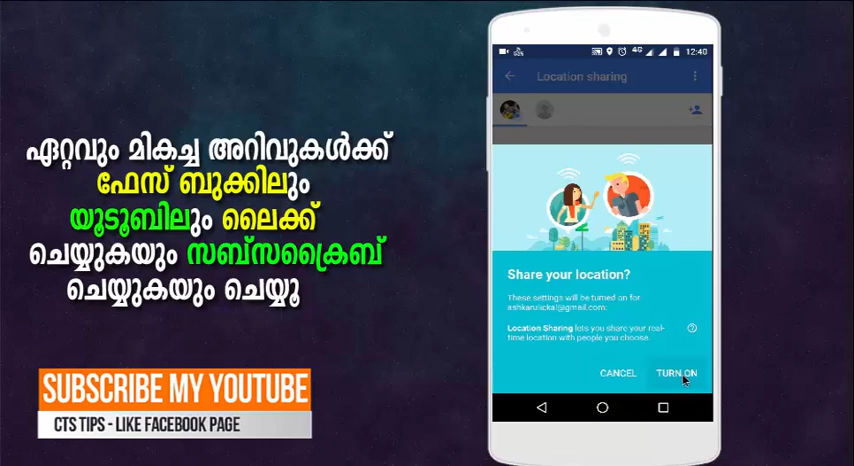 ഏറ്റവും മികച്ച അറിവുകൾക്ക്
ഫേസ് ബുക്കിലും
യൂടൂബിലും ലൈക്ക്
ചെയ്യുകയും സബ്സക്രൈബ്
ചെയ്യുകയും ചെയ്യൂ
SUBSCRIBE MY YOUTUBE
CTS TIPS - LIKE FACEBOOK PAGE
4G 12:40
Location sharing
Share your location?
These settings will be turned on for
Location Sharing lets you share your real-
time location with people you choose.
CANCEL TURN ON